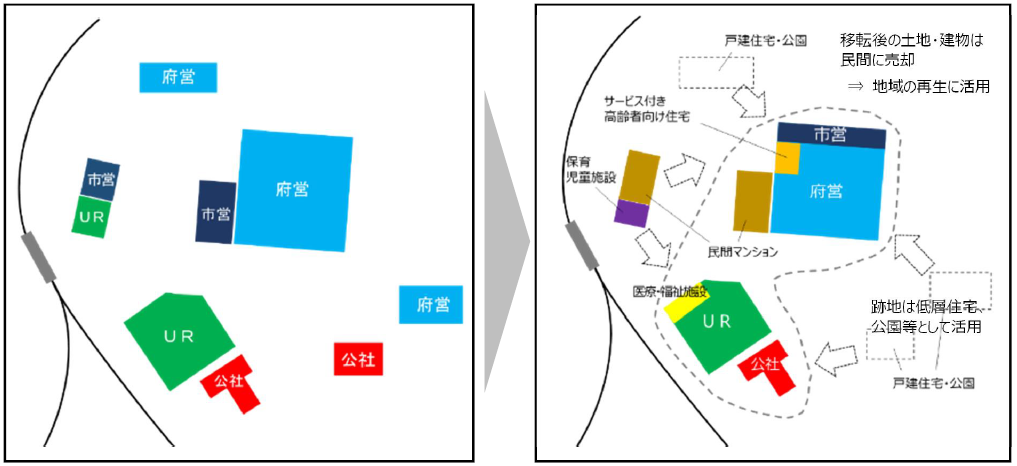 府営
市営
UR
市営
府営
府営
UR
公社
公社
戸建住宅・公園
移転後の土地・建物は
民間に売却
⇒ 地域の再生に活用
サービス付き
高齢者向け住宅
市営
保育
児童施設
府営
民間マンション
医療・福祉施設
UR
跡地は低層住宅、
公園等として活用
公社
戸建住宅・公園